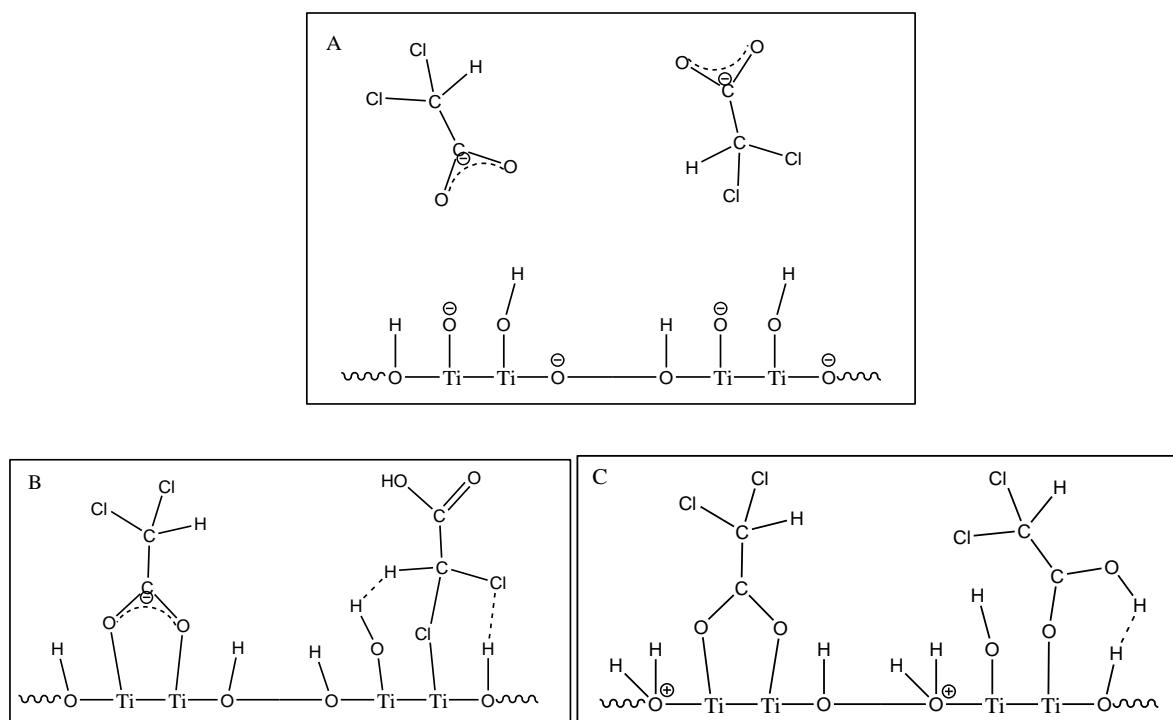 A
Cl H O O
Cl C C
C O H C Cl
O Cl
H
H O⊖ O H O⊖ O H
O Ti Ti O⊖ O Ti Ti O⊖
B
Cl Cl H
C
C⊖
O O
H H
O Ti Ti O
HO O
C
H C Cl
H
Cl
H O H
O Ti Ti O
C
Cl Cl H
C
C
O O
H H H
O⊕ Ti Ti O
Cl H
Cl C
C O
H H
O O H
H H
O⊕ Ti Ti O